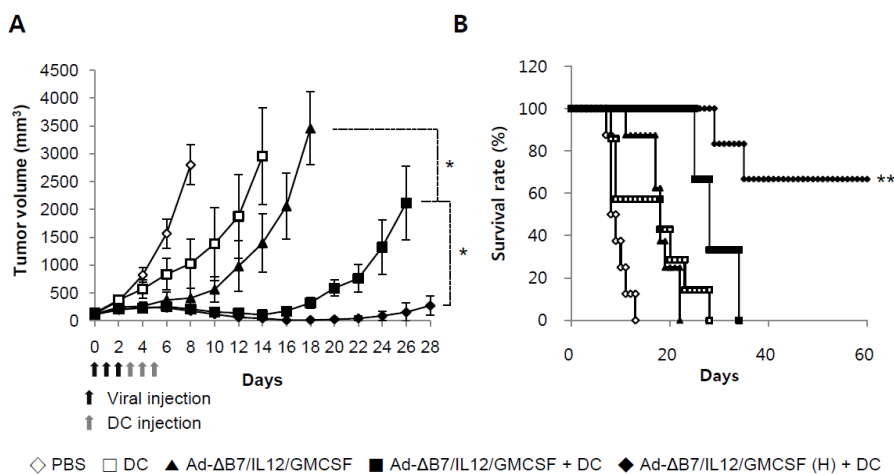 A
B
Tumor volume (mm³)
4500
4000
3500
3000
2500
2000
1500
1000
500
0
0 2 4 6 8 10 12 14 16 18 20 22 24 26 28
Days
*
*
Viral injection
DC injection
Survival rate (%)
120
100
80
60
40
20
0
0 20 40 60
Days
**
PBS DC Ad-ΔB7/IL12/GMCSF Ad-ΔB7/IL12/GMCSF + DC Ad-ΔB7/IL12/GMCSF (H) + DC